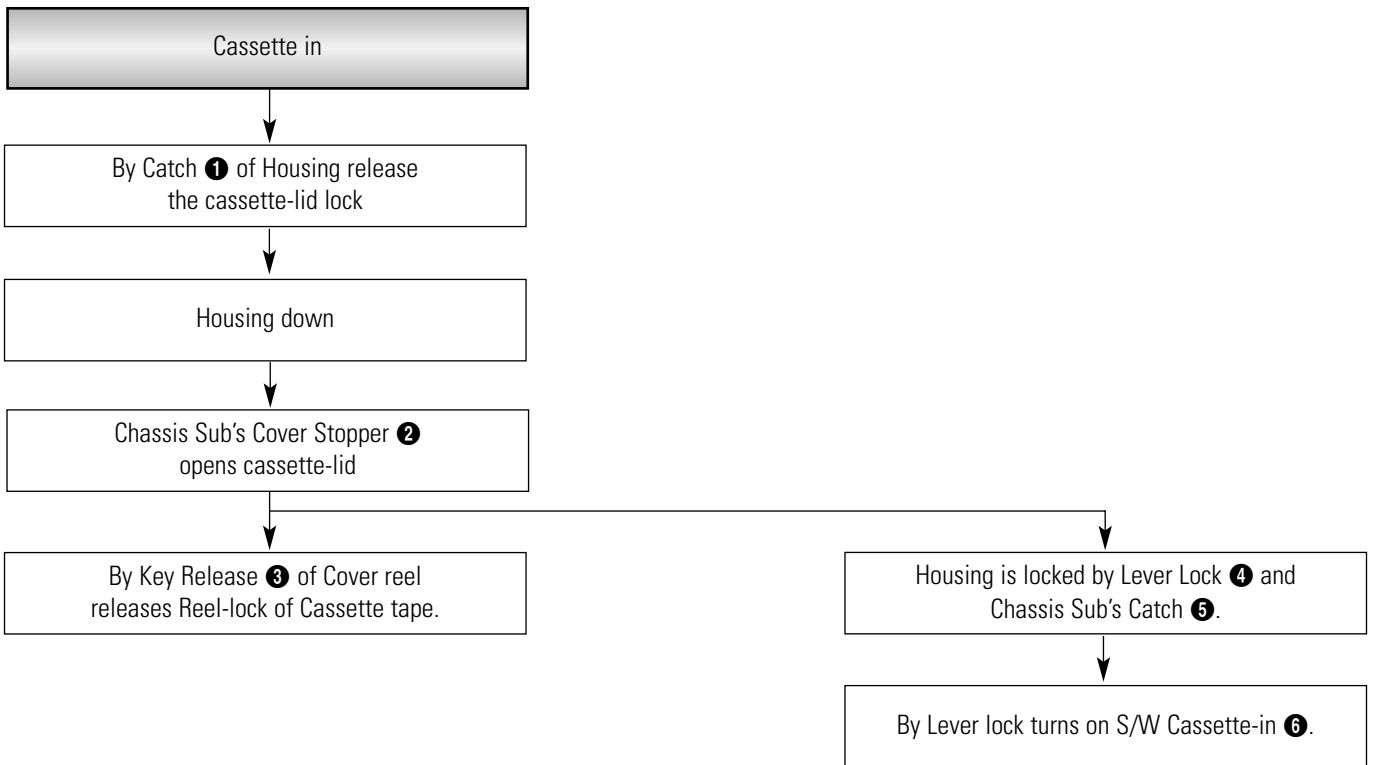 Cassette in
By Catch ❶ of Housing release
the cassette-lid lock
Housing down
Chassis Sub's Cover Stopper ❷
opens cassette-lid
By Key Release ❸ of Cover reel
releases Reel-lock of Cassette tape.
Housing is locked by Lever Lock ❹ and
Chassis Sub's Catch ❺.
By Lever lock turns on S/W Cassette-in ❻.